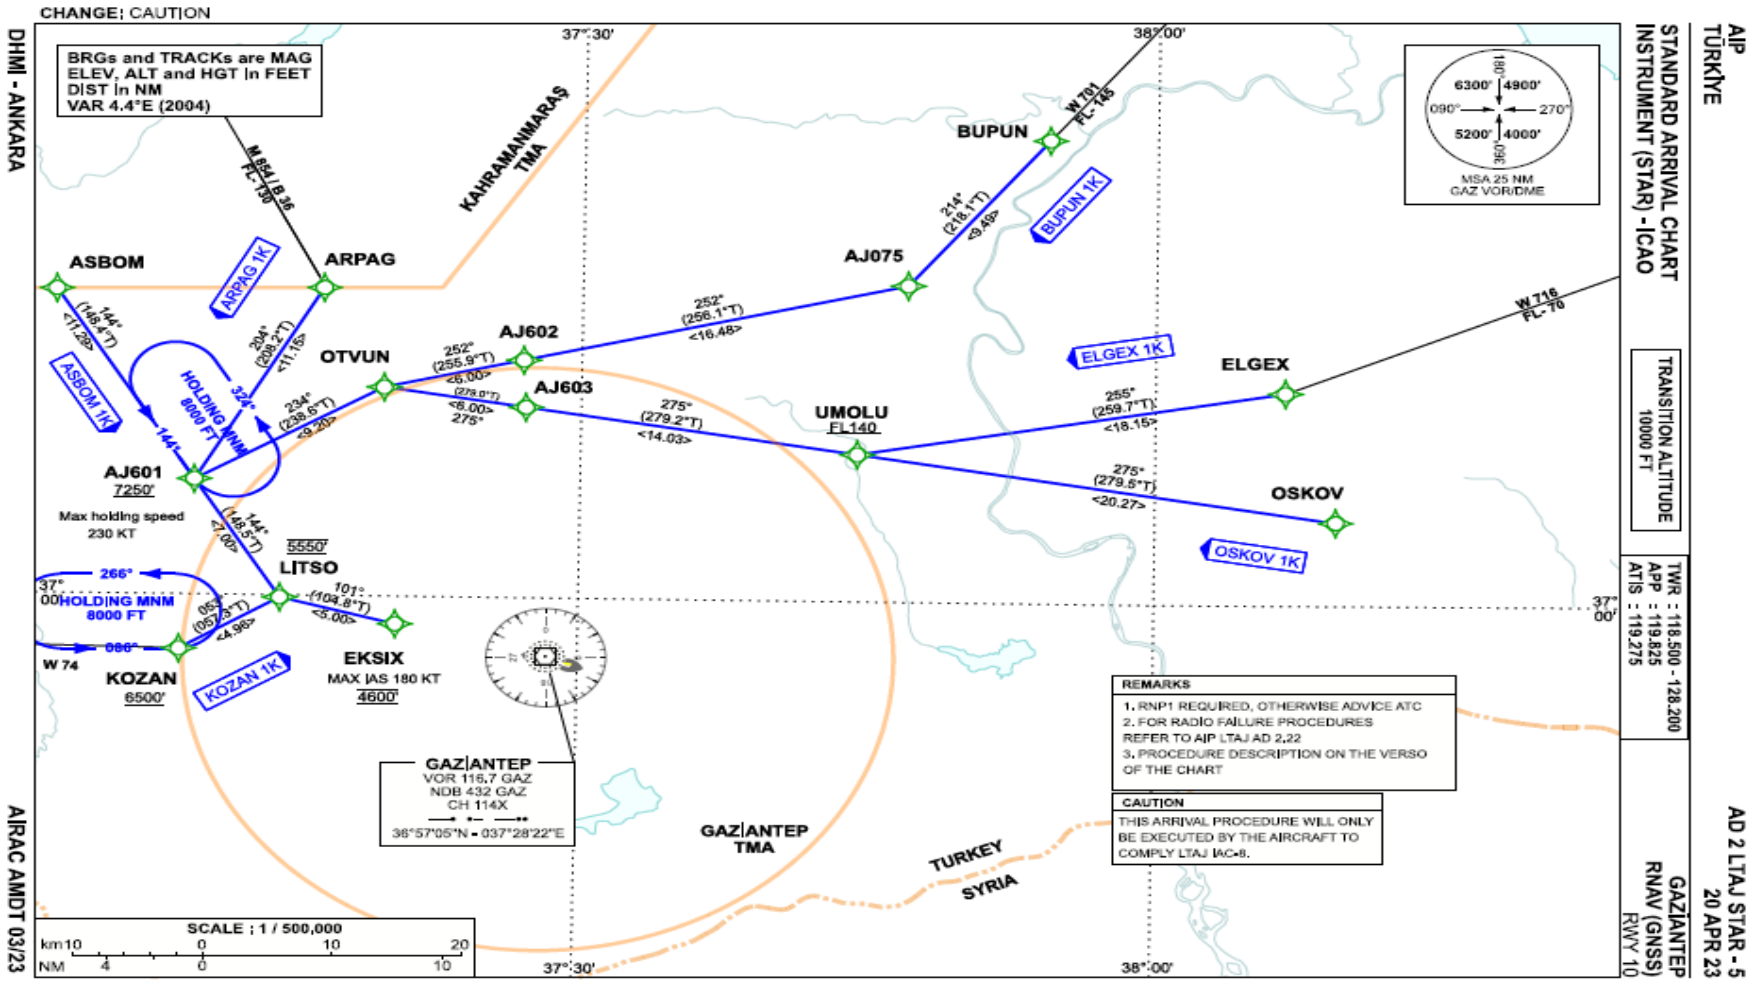 CHANGE: CAUTION
AIP
TÜRKİYE
STANDARD ARRIVAL CHART
INSTRUMENT (STAR) - ICAO
TRANSITION ALTITUDE
10000 FT
TWR : 118.500 - 128.200
APP : 119.825
ATIS : 119.275
AD 2 LTAJ STAR - 5
20 APR 23
GAZİANTEP
RNAV (GNSS)
RWY 10
DHMİ - ANKARA
AIRAC AMDT 03/23
BRGs and TRACKs are MAG
ELEV, ALT and HGT in FEET
DIST in NM
VAR 4.4°E (2004)
37°30'
38°00'
M 854 / B 36
FL- 130
KAHRAMANMARAŞ
TMA
W 701
FL- 145
BUPUN
214°
(218.1°T)
<9.49>
BUPUN 1K
180°
6300' 4900'
090° 270°
5200' 4000'
360°
MSA 25 NM
GAZ VOR/DME
ASBOM
ARPAG
ARPAG 1K
144°
(148.4°T)
<11.29>
204°
(208.2°T)
<11.15>
ASBOM 1K
HOLDING MNM
8000 FT
324°
144°
AJ075
252°
(256.1°T)
<16.48>
AJ602
OTVUN
252°
(255.9°T)
<6.00>
AJ603
(279.0°T)
<6.00>
275°
234°
(238.6°T)
<9.20>
275°
(279.2°T)
<14.03>
UMOLU
FL140
ELGEX 1K
ELGEX
W 716
FL- 70
255°
(259.7°T)
<18.15>
275°
(279.5°T)
<20.27>
OSKOV
OSKOV 1K
AJ601
7250'
Max holding speed
230 KT
144°
(148.5°T)
<7.00>
5550'
LITSO
101°
(104.8°T)
<5.00>
37°
00'
266°
HOLDING MNM
8000 FT
086°
W 74
053°
(057.3°T)
<4.96>
KOZAN
6500'
KOZAN 1K
EKSIX
MAX IAS 180 KT
4600'
37°
00'
GAZİANTEP
VOR 116.7 GAZ
NDB 432 GAZ
CH 114X
36°57'05"N - 037°28'22"E
GAZİANTEP
TMA
TURKEY
SYRIA
REMARKS
1. RNP1 REQUIRED, OTHERWISE ADVICE ATC
2. FOR RADIO FAILURE PROCEDURES
REFER TO AIP LTAJ AD 2.22
3. PROCEDURE DESCRIPTION ON THE VERSO
OF THE CHART
CAUTION
THIS ARRIVAL PROCEDURE WILL ONLY
BE EXECUTED BY THE AIRCRAFT TO
COMPLY LTAJ IAC-8.
SCALE : 1 / 500,000
km 10 0 10 20
NM 4 0 10
37°30'
38°00'